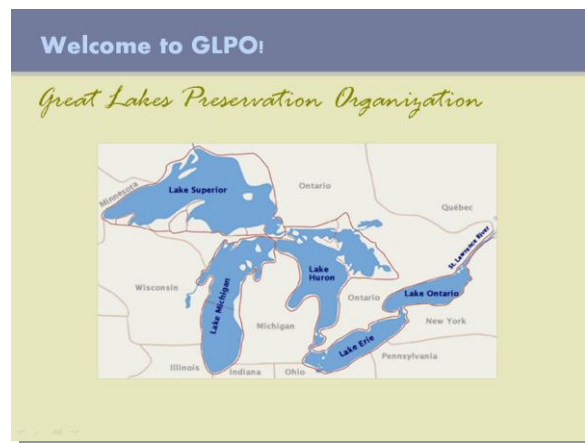 Welcome to GLPO!
Great Lakes Preservation Organization
Minnesota
Lake Superior
Ontario
Québec
St. Lawrence River
Wisconsin
Lake Michigan
Lake
Huron
Ontario
Lake Ontario
Michigan
New York
Lake Erie
Pennsylvania
Illinois
Indiana
Ohio